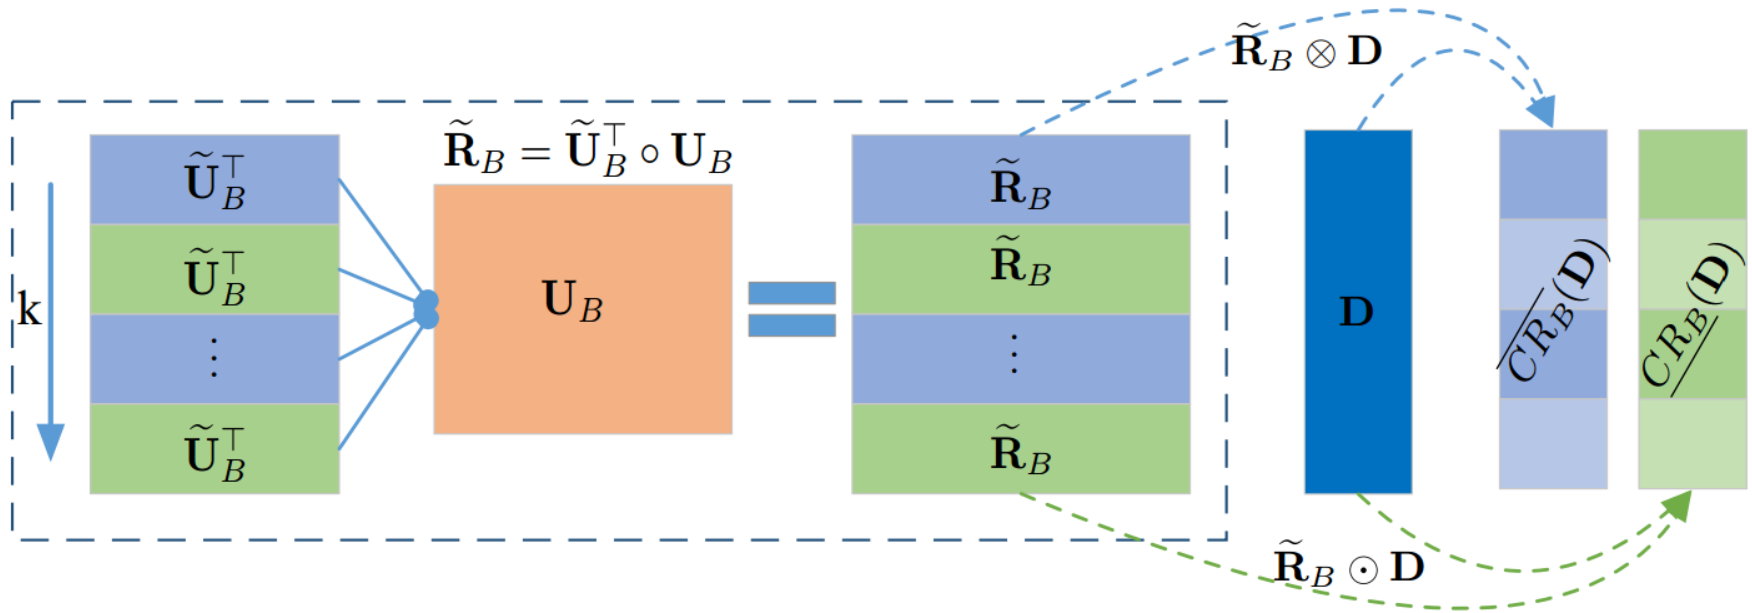 R̃_B ⊗ D
R̃_B = Ũ_B^⊤ ∘ U_B
k
Ũ_B^⊤
Ũ_B^⊤
⋮
Ũ_B^⊤
U_B
R̃_B
R̃_B
⋮
R̃_B
D
\overline{CR_B}(D)
\underline{CR_B}(D)
R̃_B ⊙ D